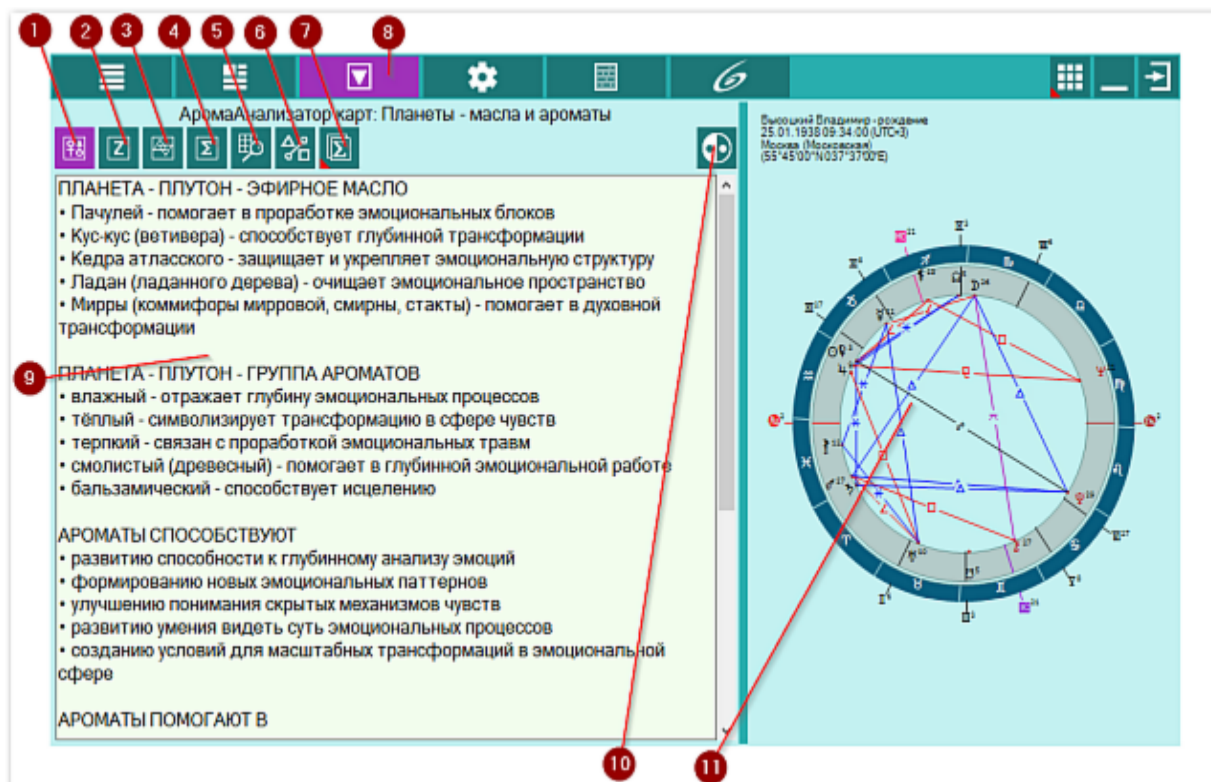 1
2
3
4
5
6
7
8
АромаАнализатор карт: Планеты - масла и ароматы
Z
Σ
Σ
ПЛАНЕТА - ПЛУТОН - ЭФИРНОЕ МАСЛО
• Пачулей - помогает в проработке эмоциональных блоков
• Кус-кус (ветивера) - способствует глубинной трансформации
• Кедра атласского - защищает и укрепляет эмоциональную структуру
• Ладан (ладанного дерева) - очищает эмоциональное пространство
• Мирры (коммифоры мирровой, смирны, стакты) - помогает в духовной
трансформации
9
ПЛАНЕТА - ПЛУТОН - ГРУППА АРОМАТОВ
• влажный - отражает глубину эмоциональных процессов
• тёплый - символизирует трансформацию в сфере чувств
• терпкий - связан с проработкой эмоциональных травм
• смолистый (древесный) - помогает в глубинной эмоциональной работе
• бальзамический - способствует исцелению
АРОМАТЫ СПОСОБСТВУЮТ
• развитию способности к глубинному анализу эмоций
• формированию новых эмоциональных паттернов
• улучшению понимания скрытых механизмов чувств
• развитию умения видеть суть эмоциональных процессов
• созданию условий для масштабных трансформаций в эмоциональной
сфере
АРОМАТЫ ПОМОГАЮТ В
10
11
Высоцкий Владимир - рождение
25.01.1938 09:34:00 (UTC+3)
Москва (Московская)
(55°45'00"N037°37'00"E)